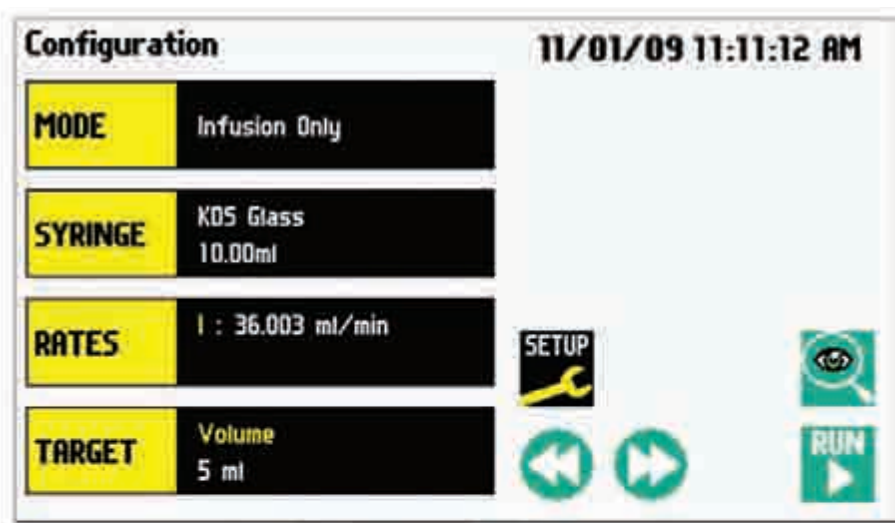 Configuration
11/01/09 11:11:12 AM
MODE
Infusion Only
SYRINGE
KDS Glass
10.00ml
RATES
I : 36.003 ml/min
TARGET
Volume
5 ml
SETUP
RUN